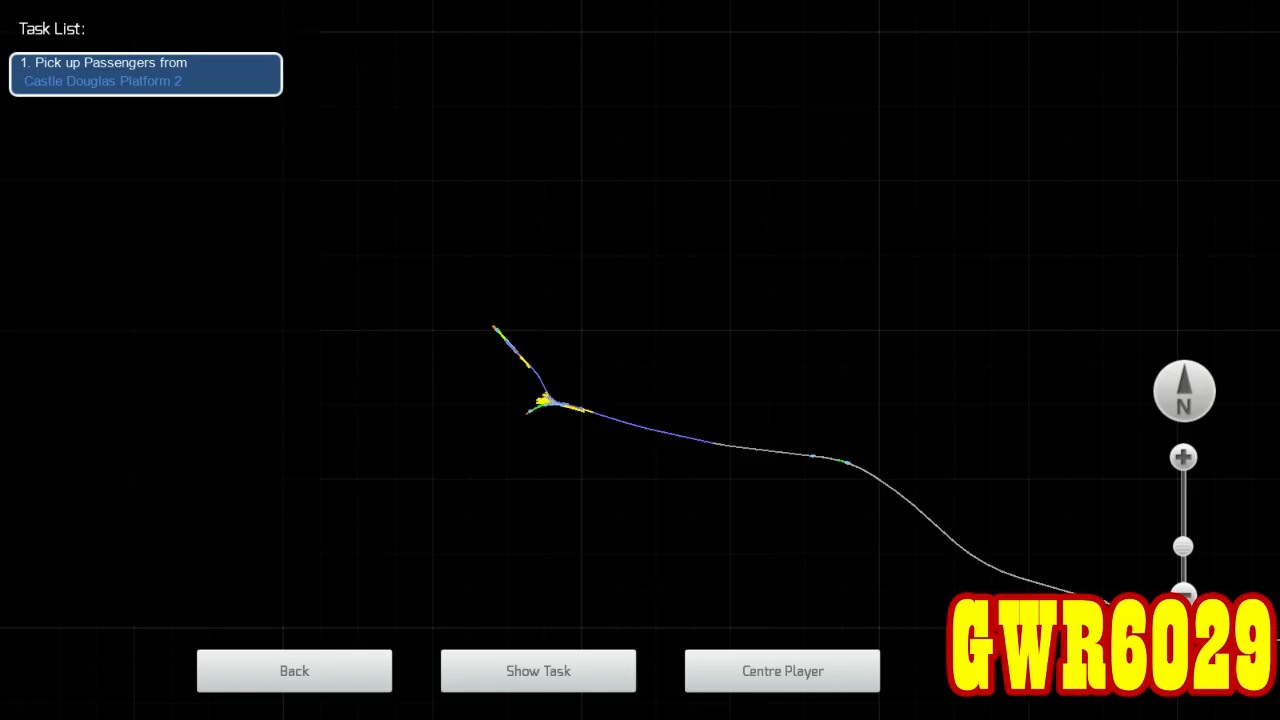 Task List:
1. Pick up Passengers from
Castle Douglas Platform 2
N
Back
Show Task
Centre Player
GWR6029